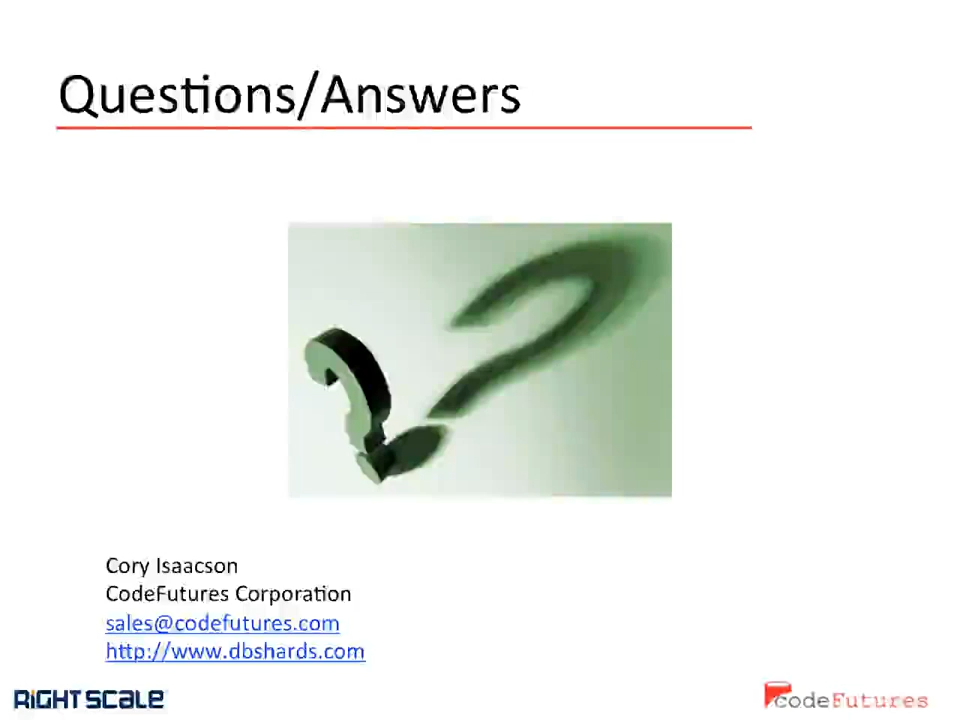 Questions/Answers
Cory Isaacson
CodeFutures Corporation
sales@codefutures.com
http://www.dbshards.com
RIGHTSCALE
codeFutures